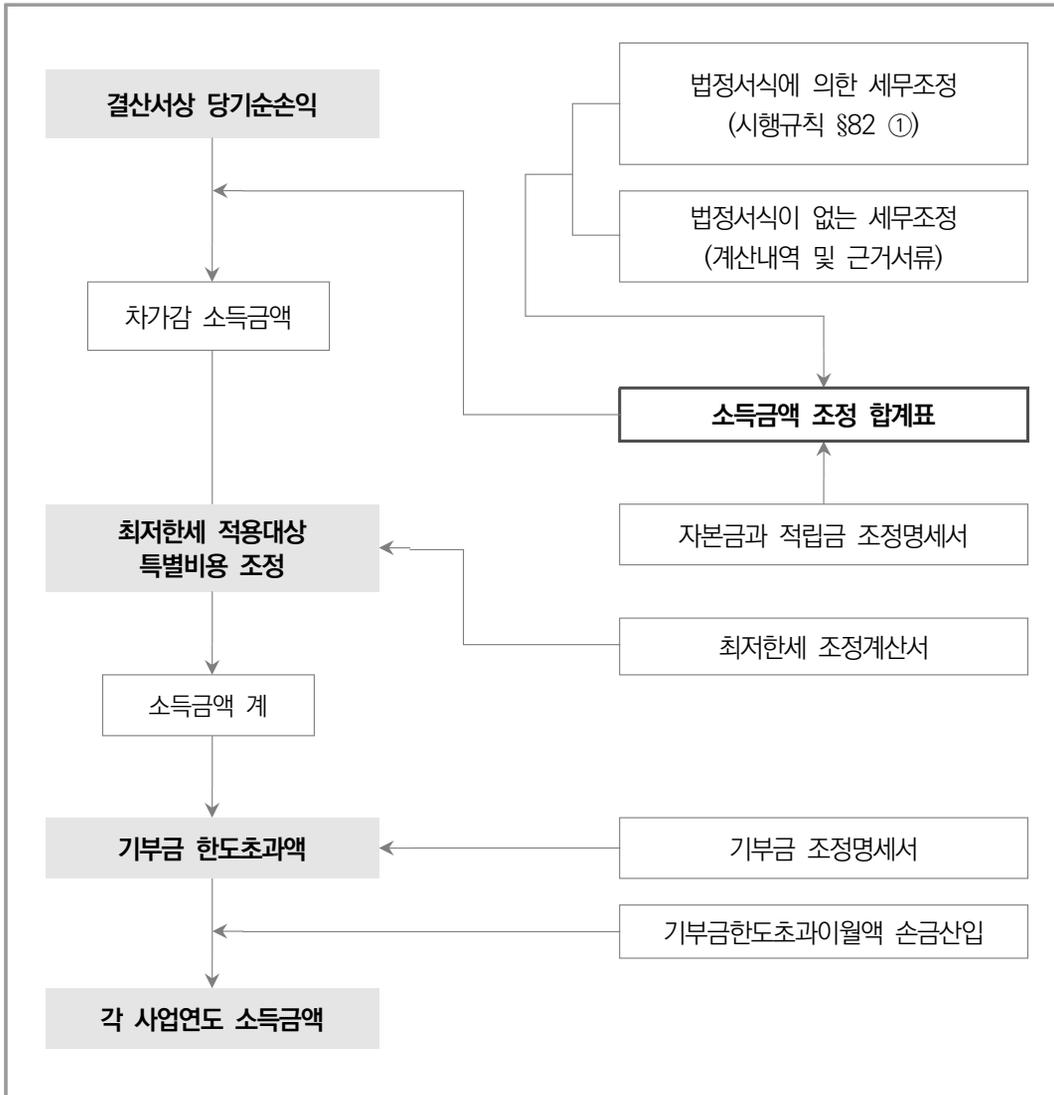 결산서상 당기순손익
법정서식에 의한 세무조정
(시행규칙 §82 ①)
법정서식이 없는 세무조정
(계산내역 및 근거서류)
차가감 소득금액
소득금액 조정 합계표
자본금과 적립금 조정명세서
최저한세 적용대상
특별비용 조정
최저한세 조정계산서
소득금액 계
기부금 한도초과액
기부금 조정명세서
기부금한도초과이월액 손금산입
각 사업연도 소득금액